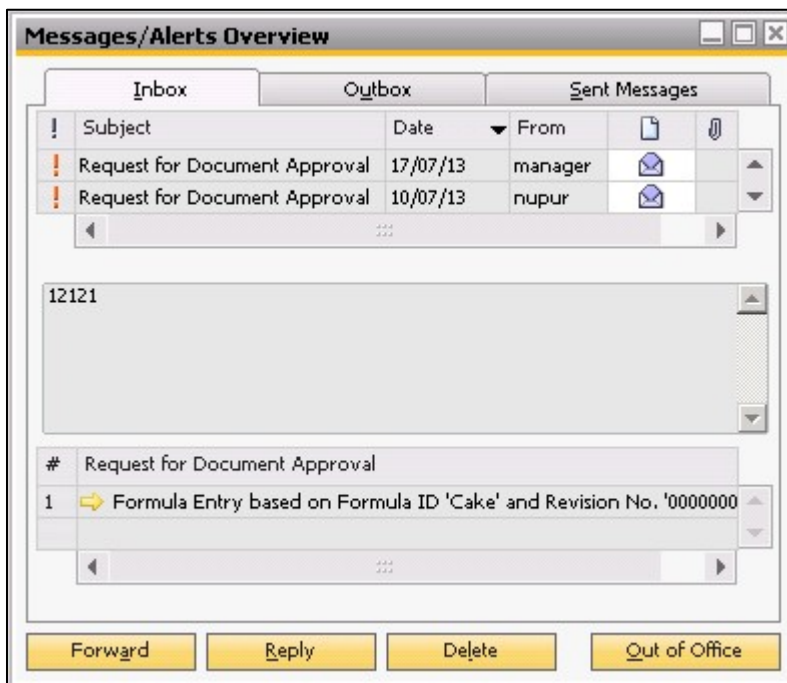 Messages/Alerts Overview
Inbox Outbox Sent Messages
! Subject Date From
! Request for Document Approval 17/07/13 manager
! Request for Document Approval 10/07/13 nupur
12121
# Request for Document Approval
1 Formula Entry based on Formula ID 'Cake' and Revision No. '0000000
Forward Reply Delete Out of Office